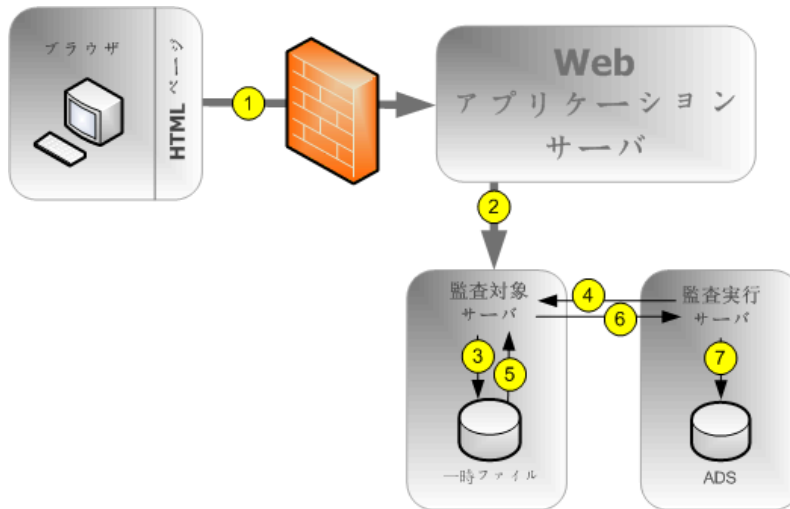 ブラウザ
HTML ページ
1
Web
アプリケーション
サーバ
2
監査対象
サーバ
監査実行
サーバ
4
6
3
5
7
一時ファイル
ADS